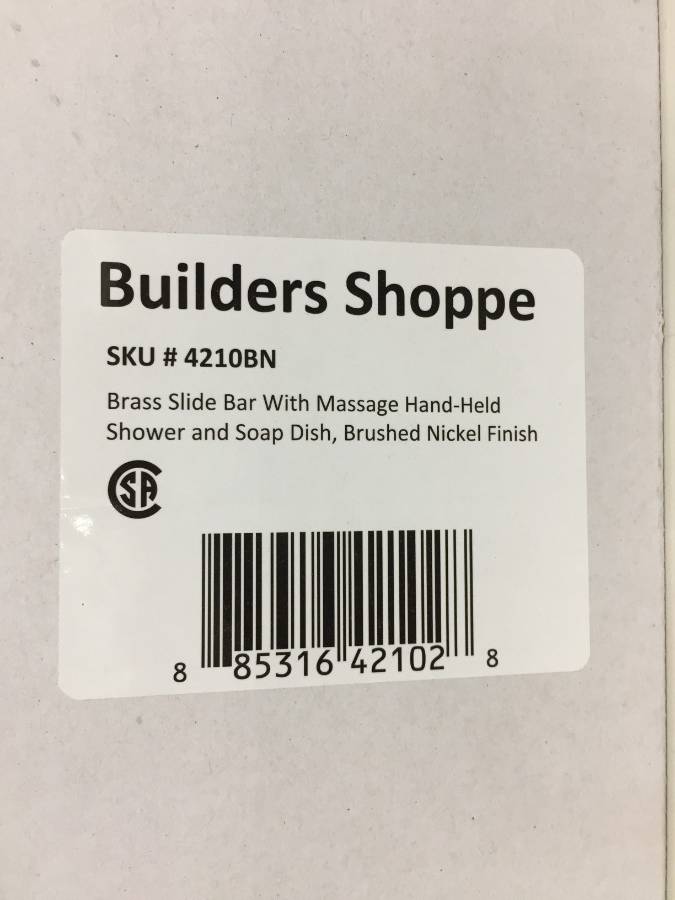 Builders Shoppe
SKU # 4210BN
Brass Slide Bar With Massage Hand-Held
Shower and Soap Dish, Brushed Nickel Finish
CSA
8 85316 42102 8